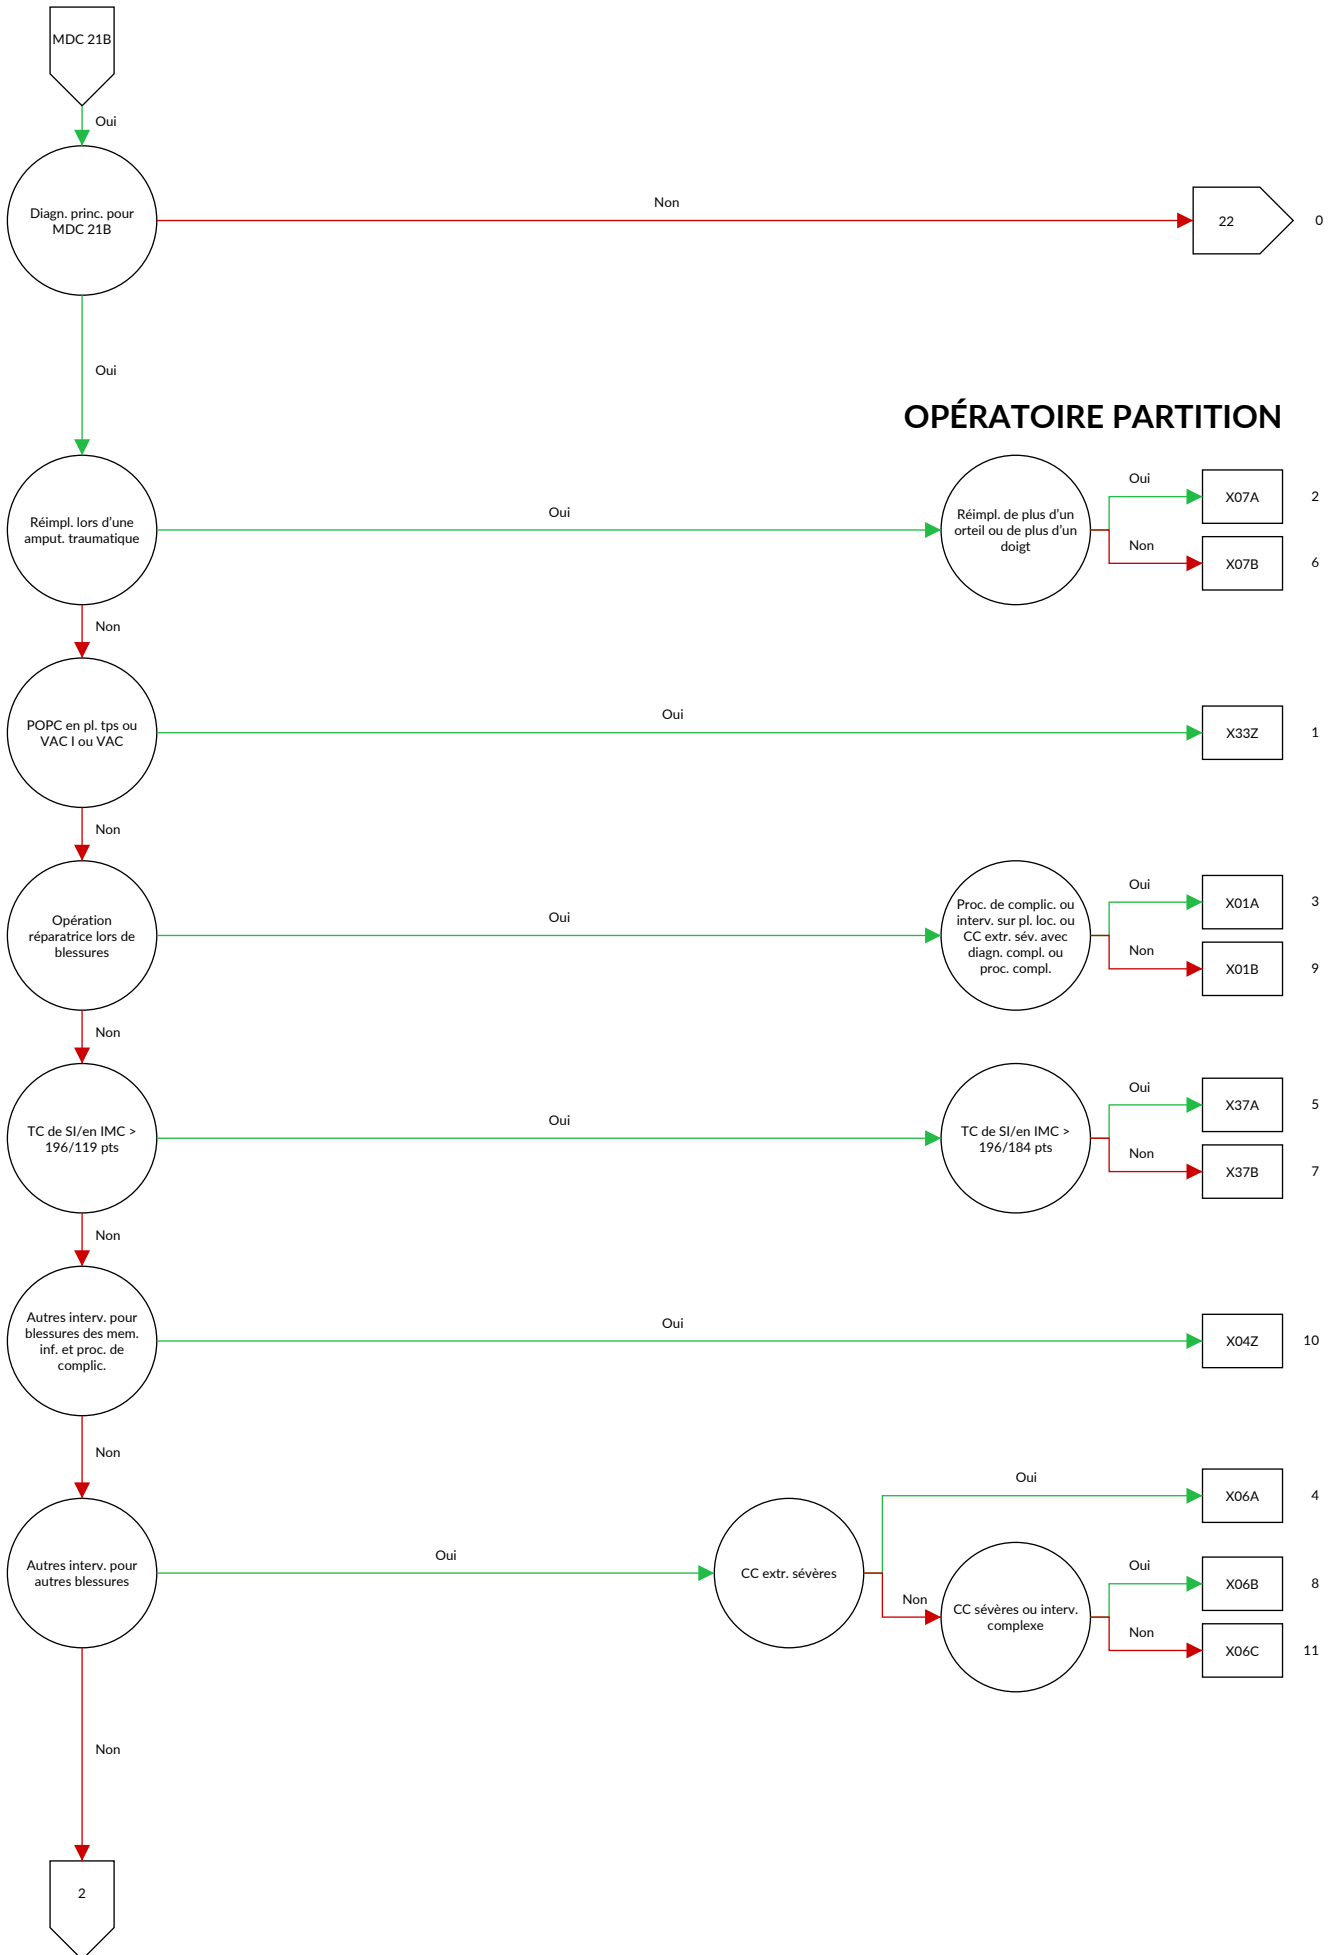 MDC 21B
Oui
Diagn. princ. pour
MDC 21B
Non
22
0
Oui
OPÉRATOIRE PARTITION
Réimpl. lors d'une
amput. traumatique
Oui
Réimpl. de plus d'un
orteil ou de plus d'un
doigt
Oui
X07A
2
Non
X07B
6
Non
POPC en pl. tps ou
VAC I ou VAC
Oui
X33Z
1
Non
Opération
réparatrice lors de
blessures
Oui
Proc. de complic. ou
interv. sur pl. loc. ou
CC extr. sév. avec
diagn. compl. ou
proc. compl.
Oui
X01A
3
Non
X01B
9
Non
TC de SI/en IMC >
196/119 pts
Oui
TC de SI/en IMC >
196/184 pts
Oui
X37A
5
Non
X37B
7
Non
Autres interv. pour
blessures des mem.
inf. et proc. de
complic.
Oui
X04Z
10
Non
Autres interv. pour
autres blessures
Oui
CC extr. sévères
Oui
X06A
4
Non
CC sévères ou interv.
complexe
Oui
X06B
8
Non
X06C
11
Non
2